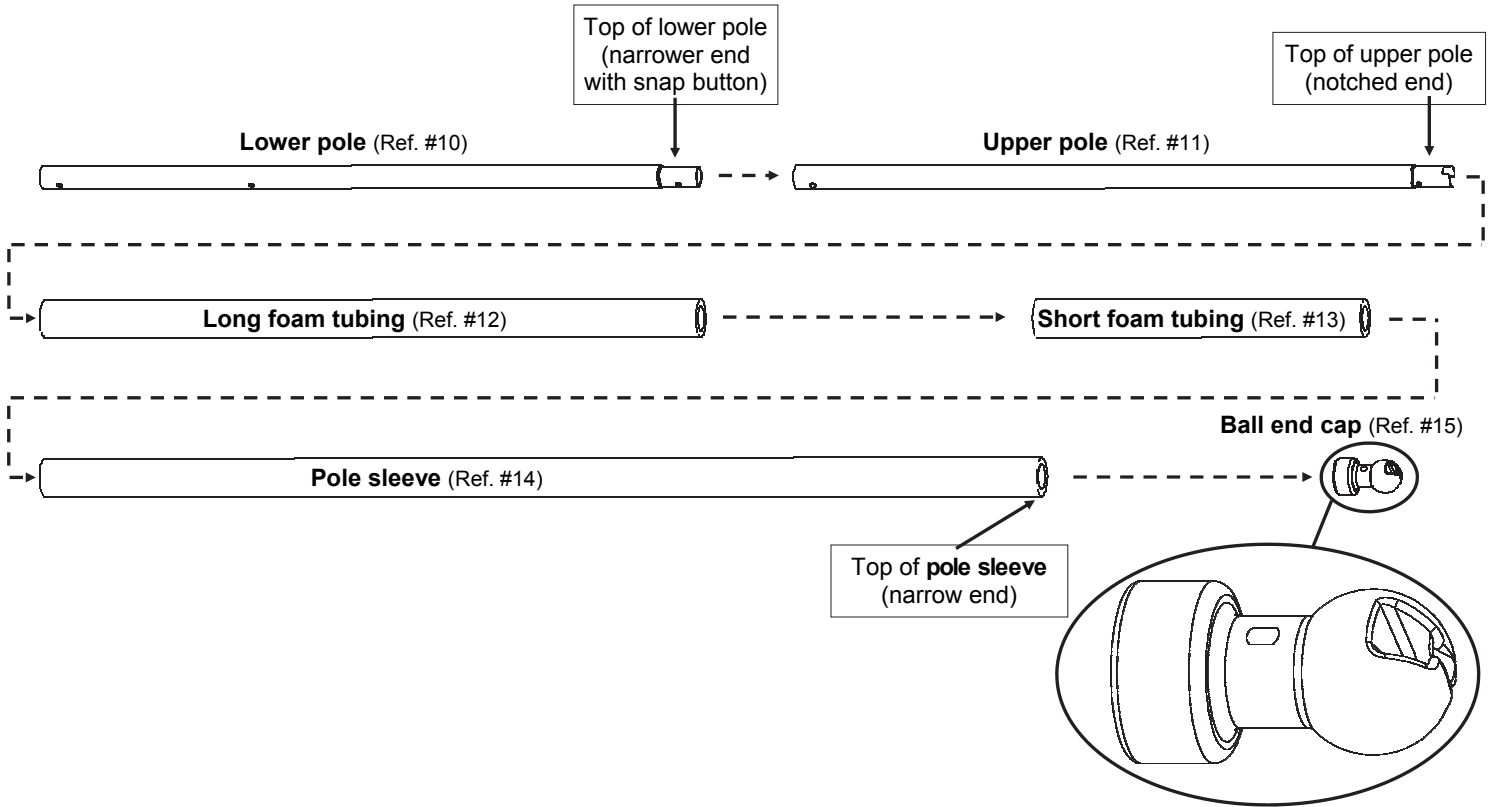 Top of lower pole
(narrower end
with snap button)
Top of upper pole
(notched end)
Lower pole (Ref. #10)
Upper pole (Ref. #11)
Long foam tubing (Ref. #12)
Short foam tubing (Ref. #13)
Ball end cap (Ref. #15)
Pole sleeve (Ref. #14)
Top of pole sleeve
(narrow end)